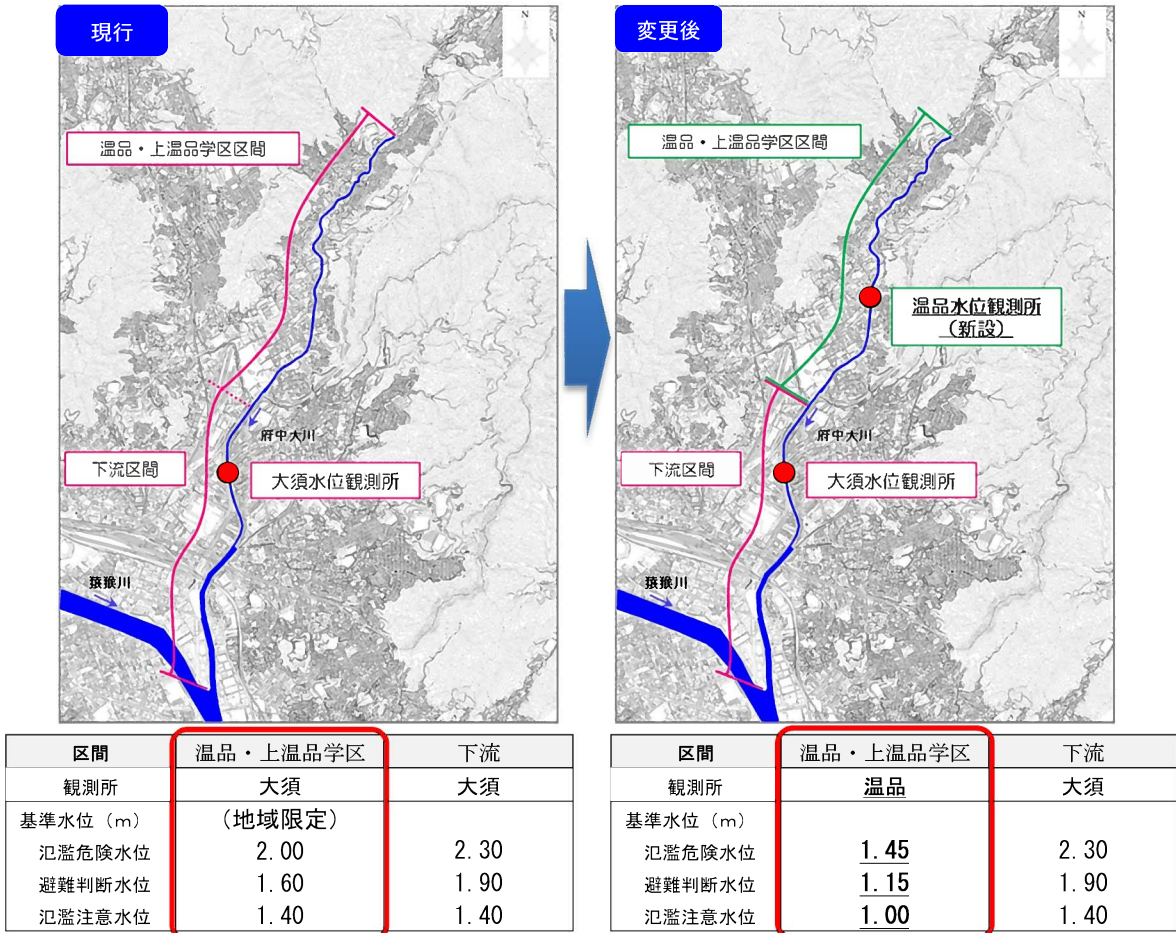 現行
N
温品・上温品学区区間
府中大川
下流区間
大須水位観測所
猿猴川
変更後
N
温品・上温品学区区間
温品水位観測所
(新設)
府中大川
下流区間
大須水位観測所
猿猴川
区間 温品・上温品学区 下流
観測所 大須 大須
基準水位(m) (地域限定)
氾濫危険水位 2.00 2.30
避難判断水位 1.60 1.90
氾濫注意水位 1.40 1.40
区間 温品・上温品学区 下流
観測所 温品 大須
基準水位(m)
氾濫危険水位 1.45 2.30
避難判断水位 1.15 1.90
氾濫注意水位 1.00 1.40